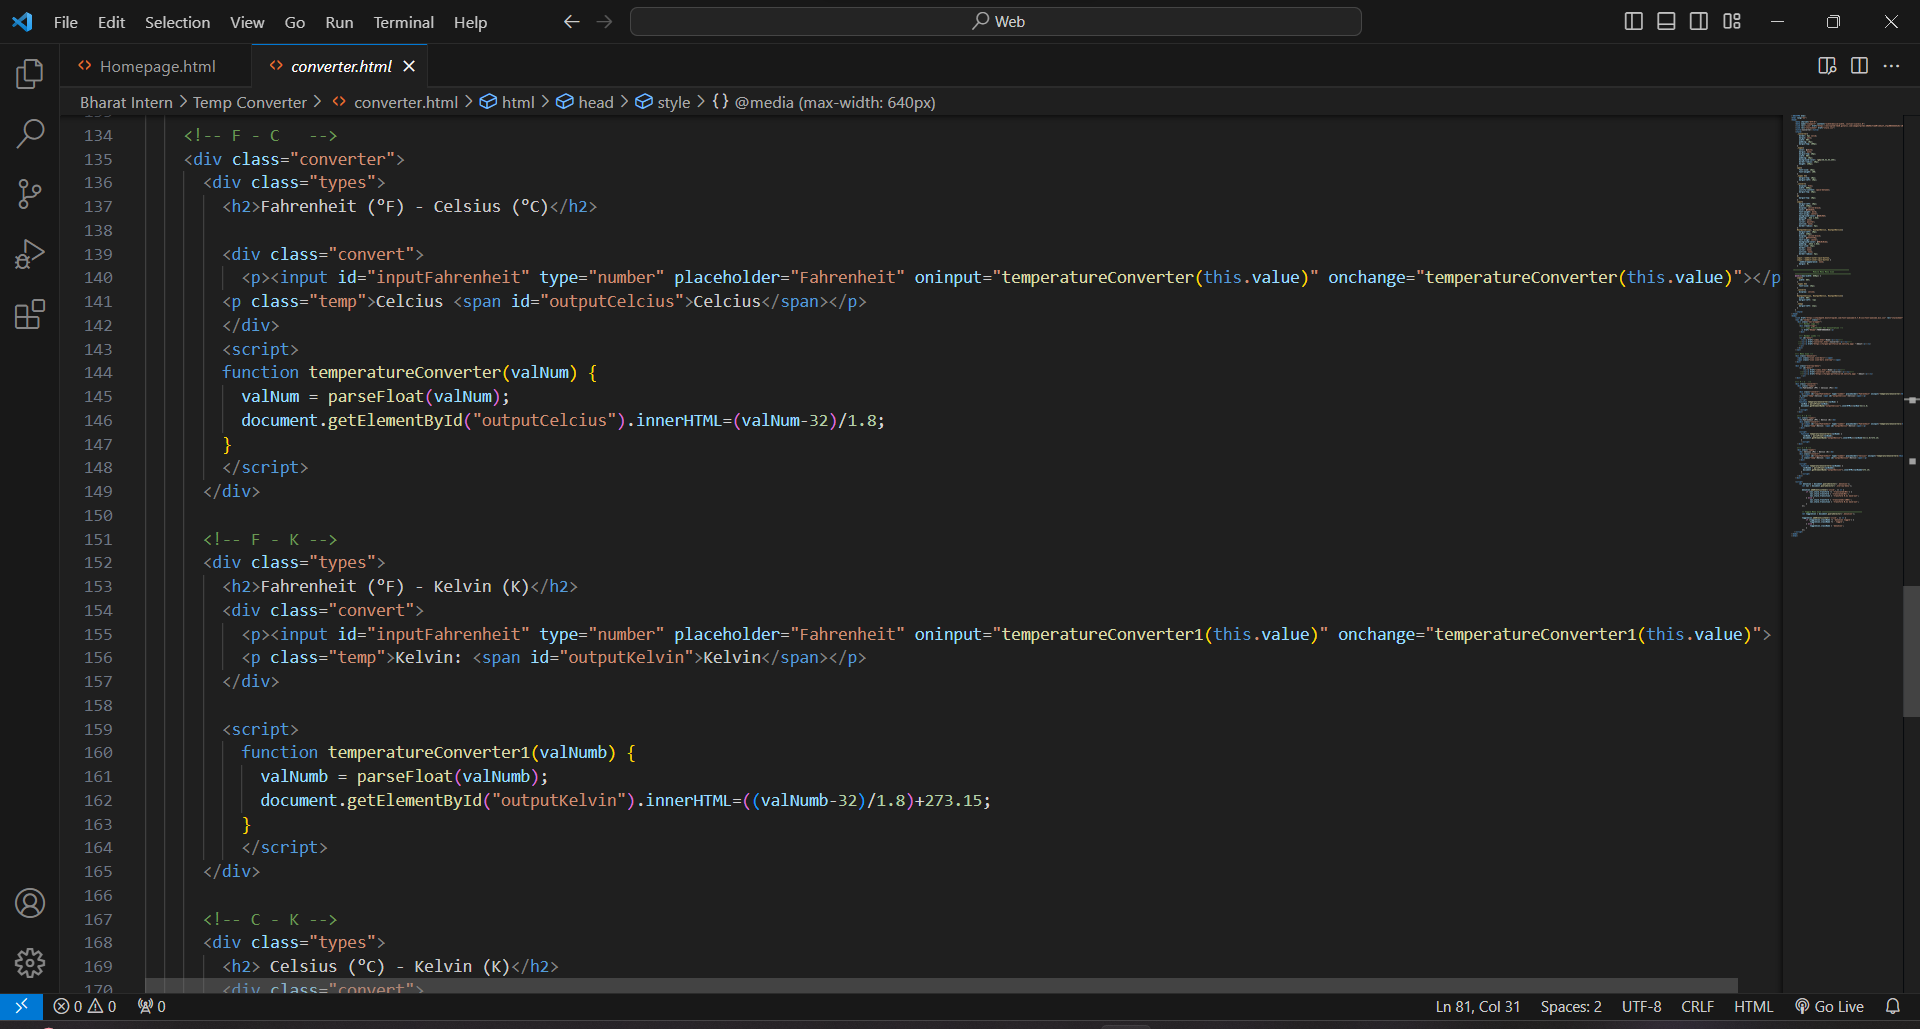 File Edit Selection View Go Run Terminal Help
Web
Homepage.html
converter.html
Bharat Intern > Temp Converter > converter.html > html > head > style > {} @media (max-width: 640px)
134 <!-- F - C   -->
135 <div class="converter">
136 <div class="types">
137 <h2>Fahrenheit (ºF) - Celsius (ºC)</h2>
138
139 <div class="convert">
140 <p><input id="inputFahrenheit" type="number" placeholder="Fahrenheit" oninput="temperatureConverter(this.value)" onchange="temperatureConverter(this.value)"></p
141 <p class="temp">Celcius <span id="outputCelcius">Celcius</span></p>
142 </div>
143 <script>
144 function temperatureConverter(valNum) {
145 valNum = parseFloat(valNum);
146 document.getElementById("outputCelcius").innerHTML=(valNum-32)/1.8;
147 }
148 </script>
149 </div>
150
151 <!-- F - K -->
152 <div class="types">
153 <h2>Fahrenheit (ºF) - Kelvin (K)</h2>
154 <div class="convert">
155 <p><input id="inputFahrenheit" type="number" placeholder="Fahrenheit" oninput="temperatureConverter1(this.value)" onchange="temperatureConverter1(this.value)">
156 <p class="temp">Kelvin: <span id="outputKelvin">Kelvin</span></p>
157 </div>
158
159 <script>
160 function temperatureConverter1(valNumb) {
161 valNumb = parseFloat(valNumb);
162 document.getElementById("outputKelvin").innerHTML=((valNumb-32)/1.8)+273.15;
163 }
164 </script>
165 </div>
166
167 <!-- C - K -->
168 <div class="types">
169 <h2> Celsius (ºC) - Kelvin (K)</h2>
170 <div class="convert">
0 0 0 Ln 81, Col 31 Spaces: 2 UTF-8 CRLF HTML Go Live